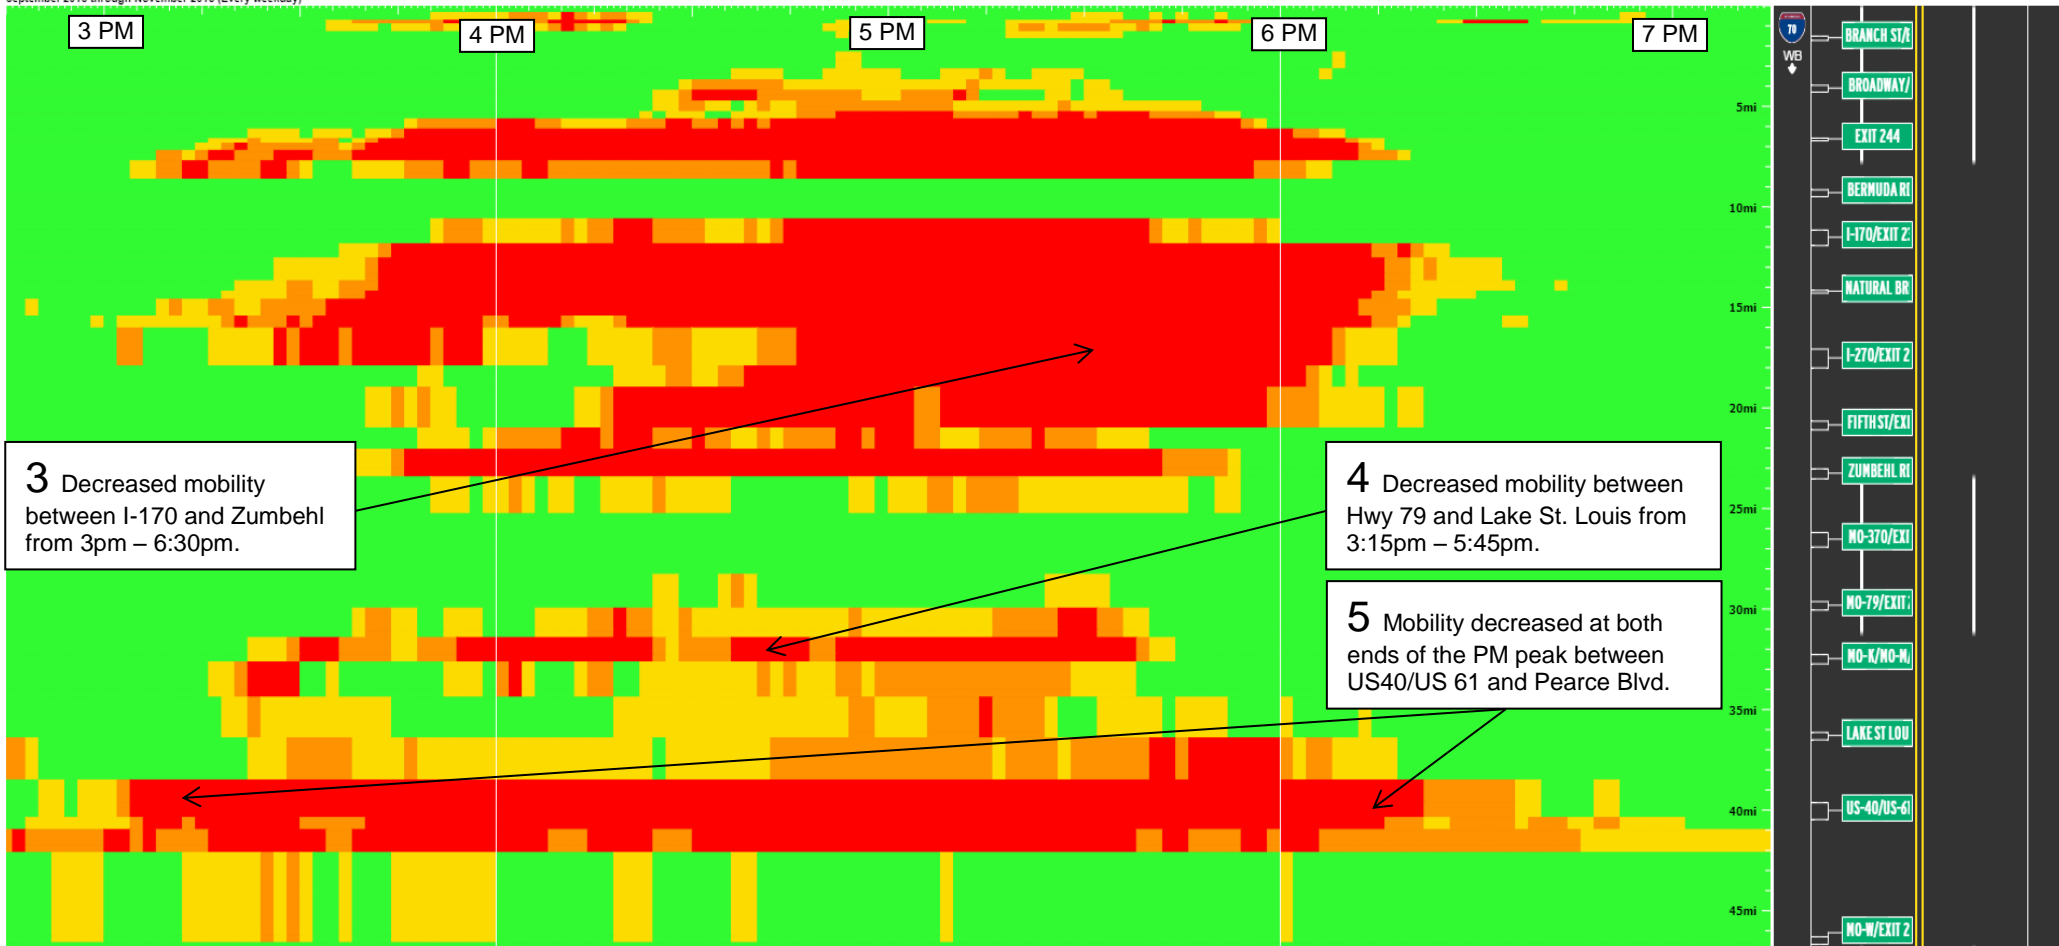 3 PM
4 PM
5 PM
6 PM
7 PM
5mi
10mi
15mi
20mi
25mi
30mi
35mi
40mi
45mi
3 Decreased mobility
between I-170 and Zumbehl
from 3pm – 6:30pm.
4 Decreased mobility between
Hwy 79 and Lake St. Louis from
3:15pm – 5:45pm.
5 Mobility decreased at both
ends of the PM peak between
US40/US 61 and Pearce Blvd.
70
WB
BRANCH ST/
BROADWAY/
EXIT 244
BERMUDA
I-170/EXIT
NATURAL BR
I-270/EXIT 2
FIFTH ST/EXI
ZUMBEHL
MO-370/EXI
MO-79/EXIT
MO-K/MO-M/
LAKE ST LOU
US-40/US-61
MO-W/EXIT 2